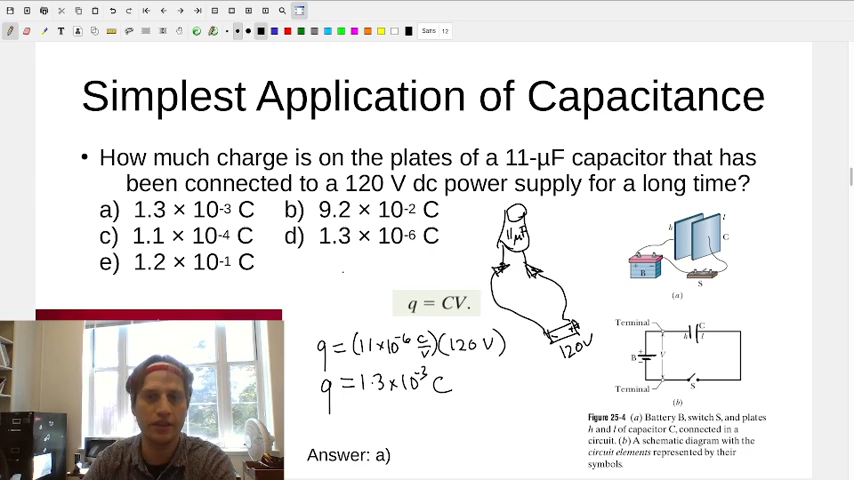 Sans 12
Simplest Application of Capacitance
• How much charge is on the plates of a 11-µF capacitor that has
been connected to a 120 V dc power supply for a long time?
a) 1.3 × 10-3 C b) 9.2 × 10-2 C
c) 1.1 × 10-4 C d) 1.3 × 10-6 C
e) 1.2 × 10-1 C
11 µF
120V
q = CV.
q = (11×10⁻⁶ C/V)(120 V)
q = 1.3×10⁻³ C
Answer: a)
h
l
C
B
S
(a)
Terminal
C
h l
B
V
+
−
S
Terminal
(b)
Figure 25-4 (a) Battery B, switch S, and plates
h and l of capacitor C, connected in a
circuit. (b) A schematic diagram with the
circuit elements represented by their
symbols.